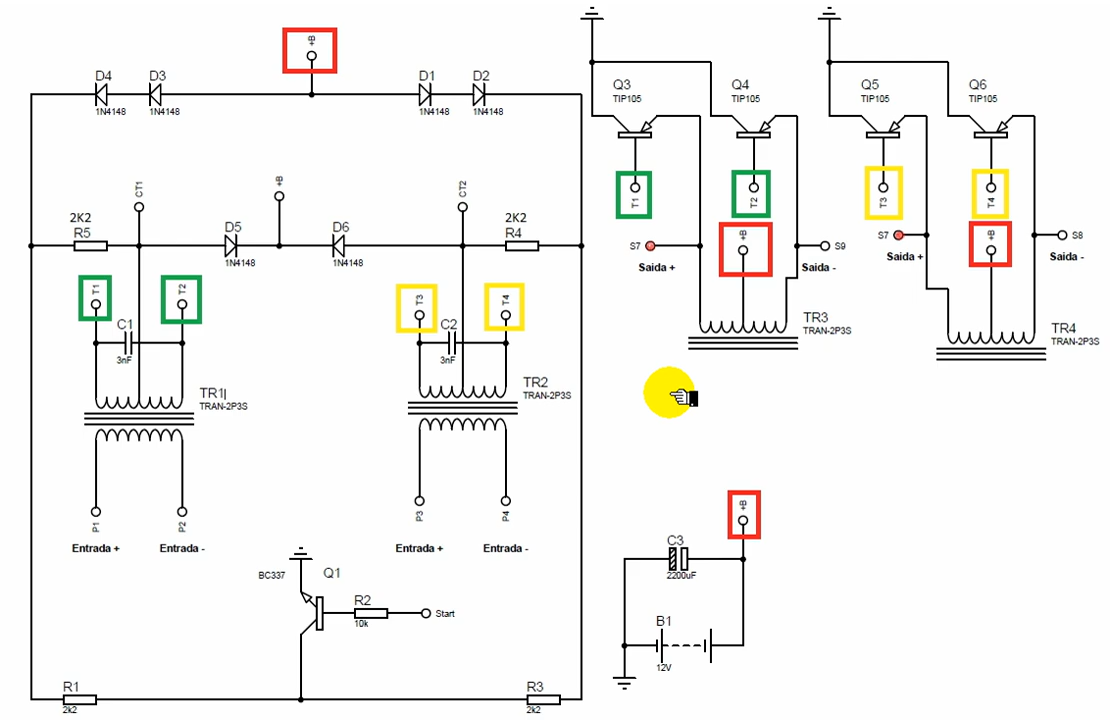 +B
D4
D3
D1
D2
1N4148
1N4148
1N4148
1N4148
Q3
TIP105
Q4
TIP105
Q5
TIP105
Q6
TIP105
CT1
+B
CT2
T1
T2
T3
T4
2K2
R5
D5
1N4148
D6
1N4148
2K2
R4
S7
Saida +
+B
S9
Saida -
S7
Saida +
+B
S8
Saida -
T1
T2
C1
3nF
T3
T4
C2
3nF
TR3
TRAN-2P3S
TR4
TRAN-2P3S
TR1
TRAN-2P3S
TR2
TRAN-2P3S
P1
P2
P3
P4
Entrada +
Entrada -
Entrada +
Entrada -
+B
C3
2200uF
BC337
Q1
R2
10k
Start
B1
12V
R1
2k2
R3
2k2